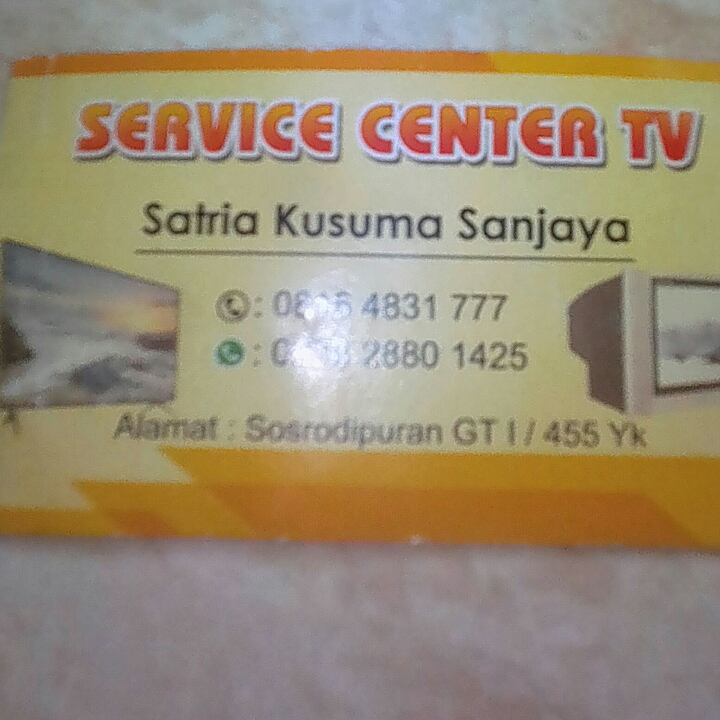 SERVICE CENTER TV
Satria Kusuma Sanjaya
: 4831 777
: 2880 1425
Alamat : Sosrodipuran GT I / 455 Yk